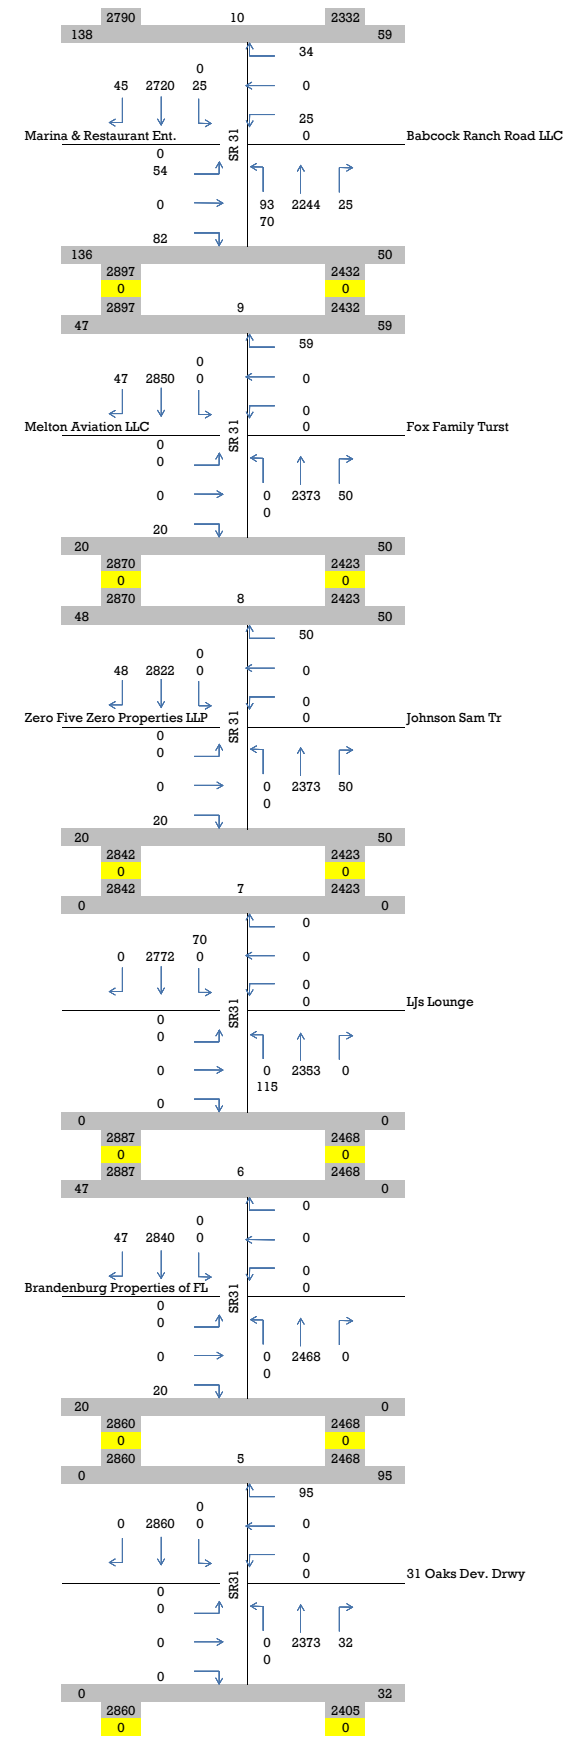 2790 10 2332
138 59
34
0
45 2720 25 0
25
Marina & Restaurant Ent. SR 31 0 Babcock Ranch Road LLC
0
54
0 93 2244 25
70
82
136 50
2897 2432
0 0
2897 9 2432
47 59
59
0
47 2850 0 0
0
Melton Aviation LLC SR 31 0 Fox Family Turst
0
0
0 0 2373 50
0
20
20 50
2870 2423
0 0
2870 8 2423
48 50
50
0
48 2822 0 0
0
Zero Five Zero Properties LLP SR 31 0 Johnson Sam Tr
0
0
0 0 2373 50
0
20
20 50
2842 2423
0 0
2842 7 2423
0 0
0
70
0 2772 0 0
0
SR31 0 LJs Lounge
0
0
0 0 2353 0
115
0
0 0
2887 2468
0 0
2887 6 2468
47 0
0
0
47 2840 0 0
0
Brandenburg Properties of FL SR31 0
0
0
0 0 2468 0
0
20
20 0
2860 2468
0 0
2860 5 2468
0 95
95
0
0 2860 0 0
0
SR31 0 31 Oaks Dev. Drwy
0
0
0 0 2373 32
0
0
0 32
2860 2405
0 0